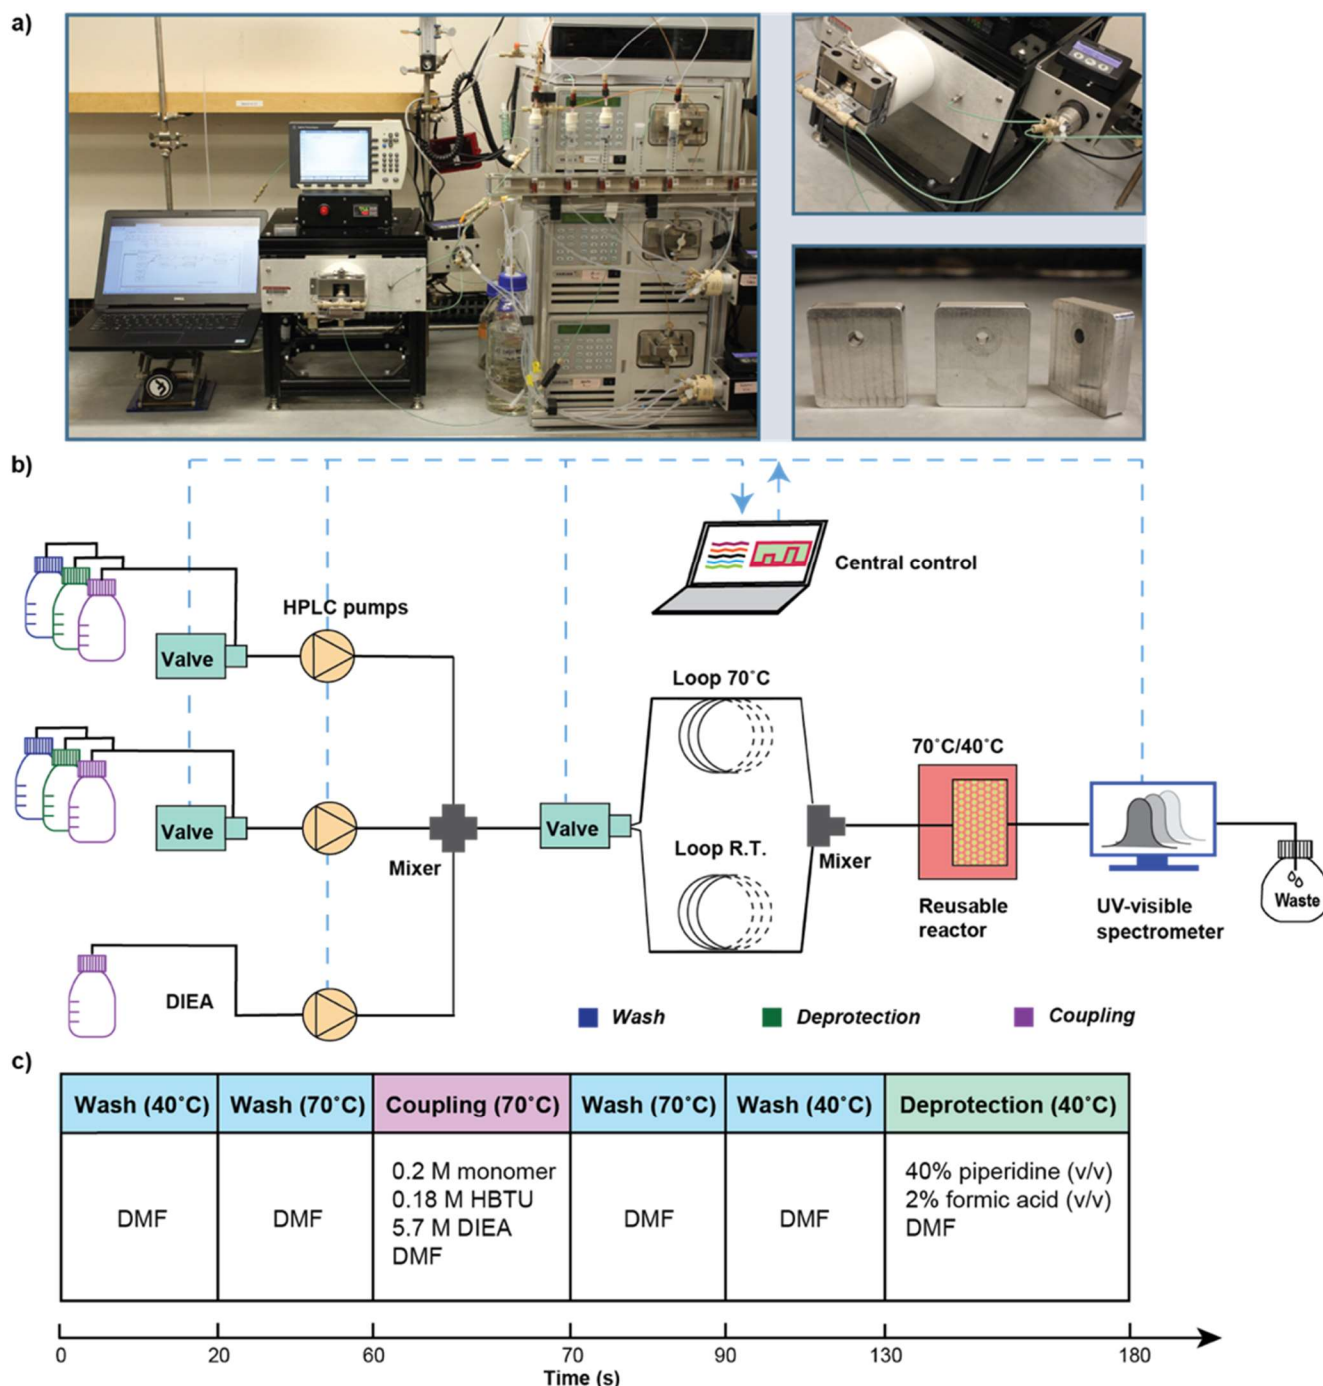 a)
b)
Central control
HPLC pumps
Valve
Loop 70˚C
70˚C/40˚C
Valve
Valve
Mixer
Loop R.T.
Mixer
Reusable
reactor
UV-visible
spectrometer
Waste
DIEA
Wash
Deprotection
Coupling
c)
Wash (40˚C)
Wash (70˚C)
Coupling (70˚C)
Wash (70˚C)
Wash (40˚C)
Deprotection (40˚C)
DMF
DMF
0.2 M monomer
0.18 M HBTU
5.7 M DIEA
DMF
DMF
DMF
40% piperidine (v/v)
2% formic acid (v/v)
DMF
0
20
60
70
90
130
180
Time (s)